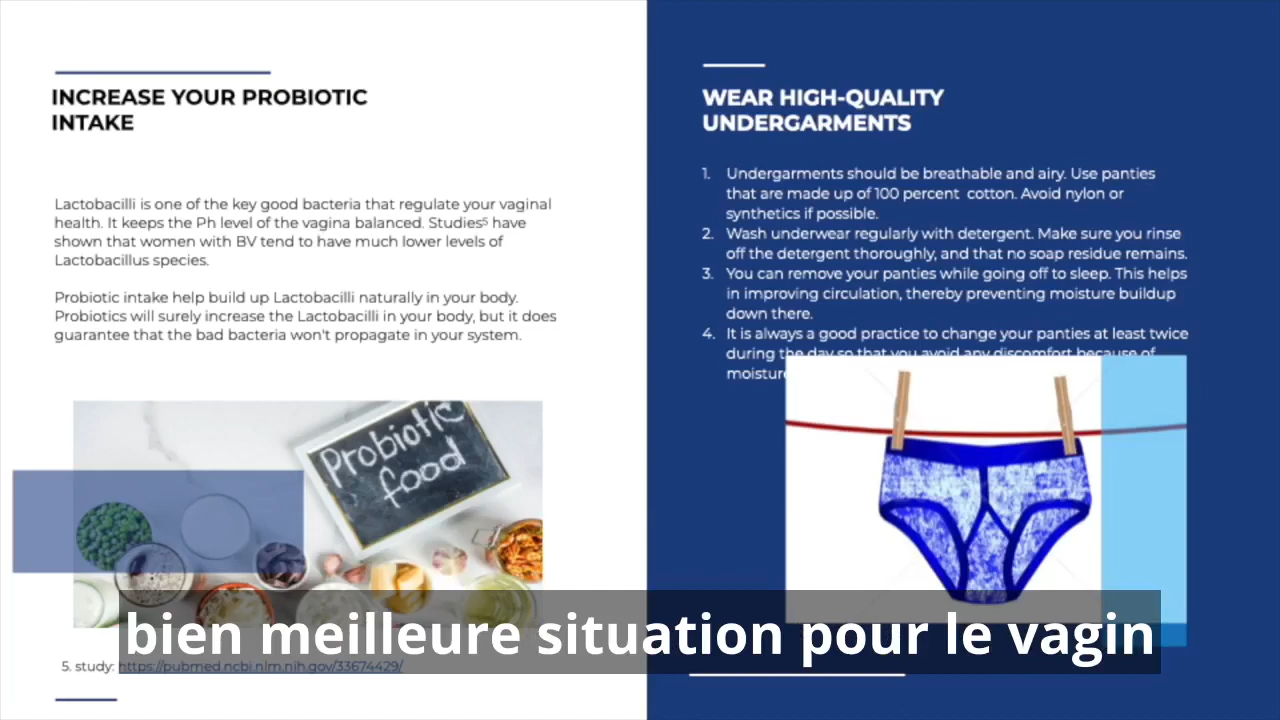 INCREASE YOUR PROBIOTIC
INTAKE
Lactobacilli is one of the key good bacteria that regulate your vaginal
health. It keeps the Ph level of the vagina balanced. Studies⁵ have
shown that women with BV tend to have much lower levels of
Lactobacillus species.
Probiotic intake help build up Lactobacilli naturally in your body.
Probiotics will surely increase the Lactobacilli in your body, but it does
guarantee that the bad bacteria won't propagate in your system.
Probiotic
food
5. study: https://pubmed.ncbi.nlm.nih.gov/33674429/
WEAR HIGH-QUALITY
UNDERGARMENTS
1. Undergarments should be breathable and airy. Use panties
that are made up of 100 percent cotton. Avoid nylon or
synthetics if possible.
2. Wash underwear regularly with detergent. Make sure you rinse
off the detergent thoroughly, and that no soap residue remains.
3. You can remove your panties while going off to sleep. This helps
in improving circulation, thereby preventing moisture buildup
down there.
4. It is always a good practice to change your panties at least twice
during the day so that you avoid any discomfort because of
moisture
bien meilleure situation pour le vagin